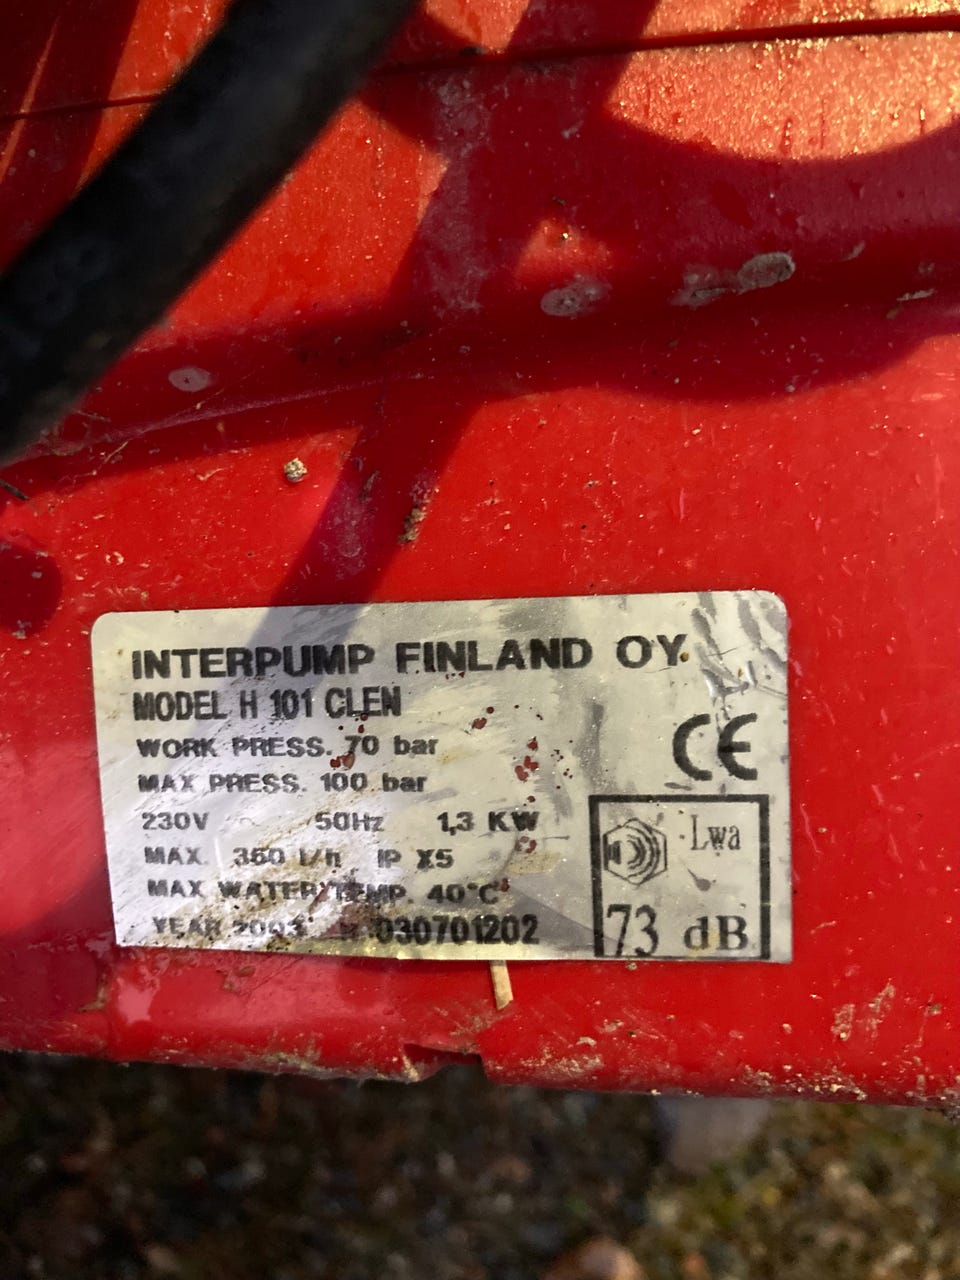 INTERPUMP FINLAND OY
MODEL H 101 CLEN
WORK PRESS. 70 bar
MAX PRESS. 100 bar
230V 50Hz 1,3 KW
MAX. 350 l/h IP X5
MAX WATER TEMP. 40°C
YEAR 2003 030701202
CE
Lwa
73 dB